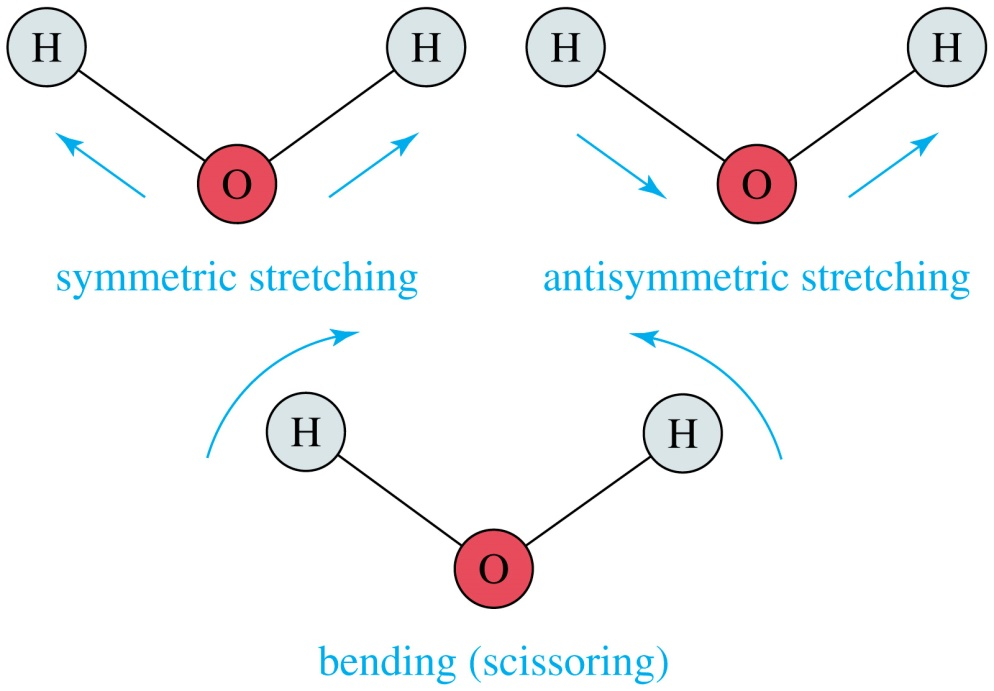 H H H H
O O
symmetric stretching antisymmetric stretching
H H
O
bending (scissoring)